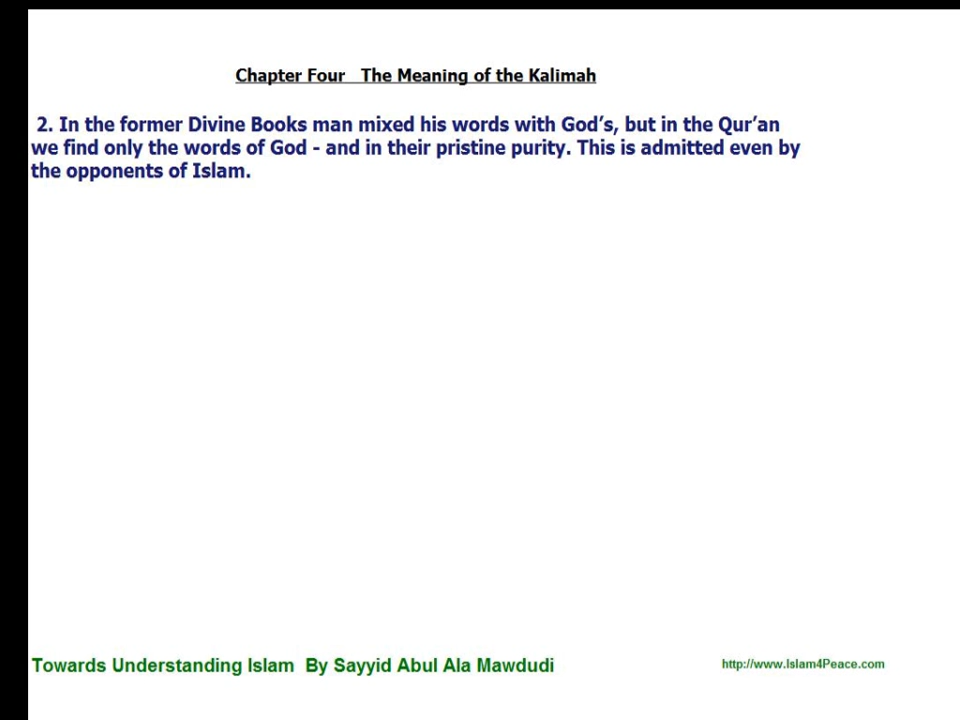 Chapter Four   The Meaning of the Kalimah
2. In the former Divine Books man mixed his words with God’s, but in the Qur’an
we find only the words of God - and in their pristine purity. This is admitted even by
the opponents of Islam.
Towards Understanding Islam  By Sayyid Abul Ala Mawdudi
http://www.Islam4Peace.com